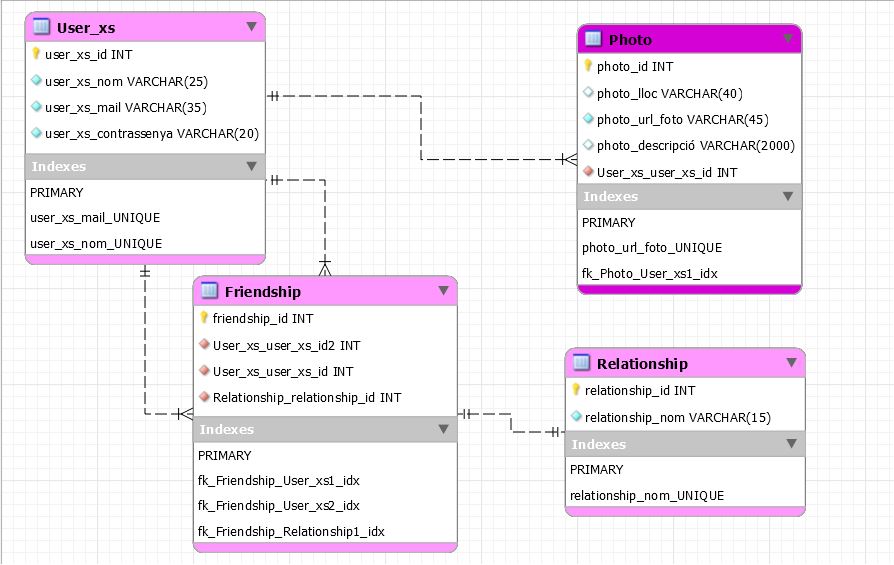 User_xs
user_xs_id INT
user_xs_nom VARCHAR(25)
user_xs_mail VARCHAR(35)
user_xs_contrassenya VARCHAR(20)
Indexes
PRIMARY
user_xs_mail_UNIQUE
user_xs_nom_UNIQUE
Photo
photo_id INT
photo_lloc VARCHAR(40)
photo_url_foto VARCHAR(45)
photo_descripció VARCHAR(2000)
User_xs_user_xs_id INT
Indexes
PRIMARY
photo_url_foto_UNIQUE
fk_Photo_User_xs1_idx
Friendship
friendship_id INT
User_xs_user_xs_id2 INT
User_xs_user_xs_id INT
Relationship_relationship_id INT
Indexes
PRIMARY
fk_Friendship_User_xs1_idx
fk_Friendship_User_xs2_idx
fk_Friendship_Relationship1_idx
Relationship
relationship_id INT
relationship_nom VARCHAR(15)
Indexes
PRIMARY
relationship_nom_UNIQUE